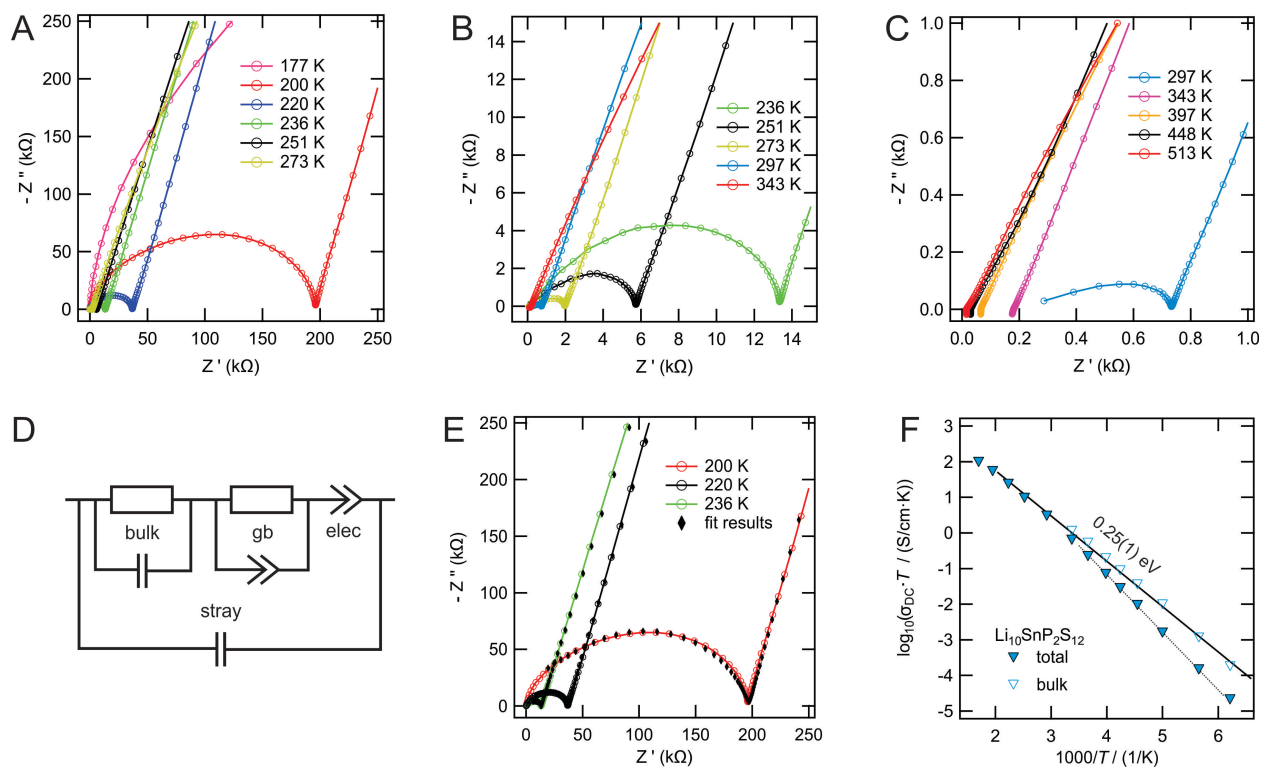 A
250
200
150
100
50
0
- Z'' (kΩ)
177 K
200 K
220 K
236 K
251 K
273 K
0 50 100 150 200 250
Z' (kΩ)
B
14
12
10
8
6
4
2
0
- Z'' (kΩ)
236 K
251 K
273 K
297 K
343 K
0 2 4 6 8 10 12 14
Z' (kΩ)
C
1.0
0.8
0.6
0.4
0.2
0.0
- Z'' (kΩ)
297 K
343 K
397 K
448 K
513 K
0.0 0.2 0.4 0.6 0.8 1.0
Z' (kΩ)
D
bulk
gb
elec
stray
E
250
200
150
100
50
0
- Z'' (kΩ)
200 K
220 K
236 K
fit results
0 50 100 150 200 250
Z' (kΩ)
F
3
2
1
0
-1
-2
-3
-4
-5
log₁₀(σ_DC·T / (S/cm·K))
0.25(1) eV
Li₁₀SnP₂S₁₂
total
bulk
2 3 4 5 6
1000/T / (1/K)